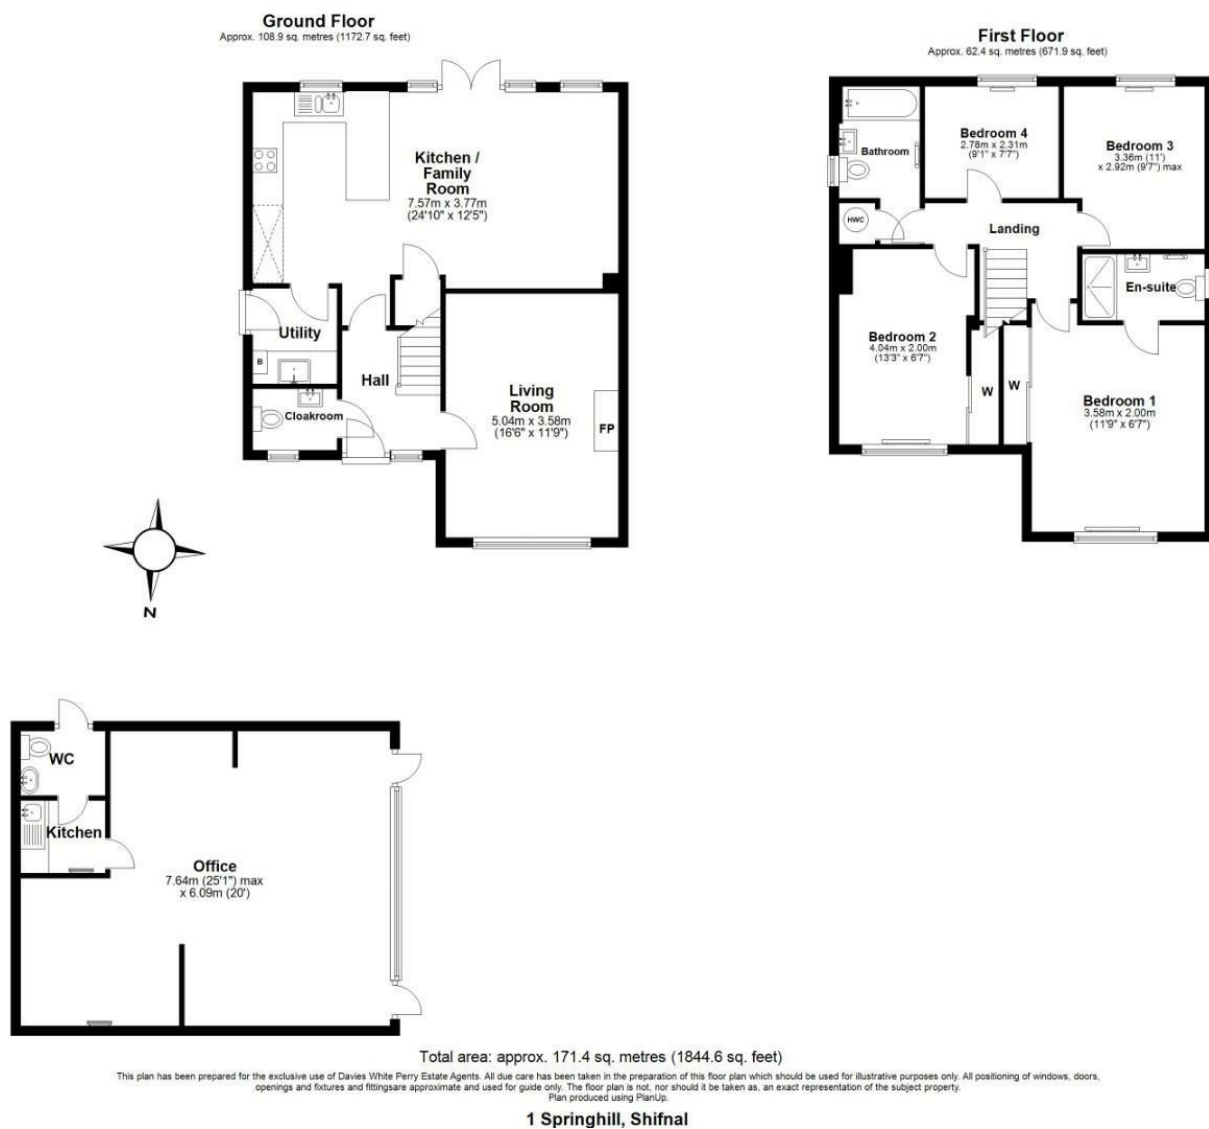 Ground Floor
Approx. 108.9 sq. metres (1172.7 sq. feet)
Kitchen /
Family
Room
7.57m x 3.77m
(24'10" x 12'5")
Utility
B
Hall
Cloakroom
Living
Room
5.04m x 3.58m
(16'6" x 11'9")
FP
N
First Floor
Approx. 62.4 sq. metres (671.9 sq. feet)
Bathroom
Bedroom 4
2.78m x 2.31m
(9'1" x 7'7")
Bedroom 3
3.36m (11')
x 2.92m (9'7") max
HWC
Landing
En-suite
Bedroom 2
4.04m x 2.00m
(13'3" x 6'7")
W
W
Bedroom 1
3.58m x 2.00m
(11'9" x 6'7")
WC
Kitchen
Office
7.64m (25'1") max
x 6.09m (20')
Total area: approx. 171.4 sq. metres (1844.6 sq. feet)
This plan has been prepared for the exclusive use of Davies White Perry Estate Agents. All due care has been taken in the preparation of this floor plan which should be used for illustrative purposes only. All positioning of windows, doors,
openings and fixtures and fittingsare approximate and used for guide only. The floor plan is not, nor should it be taken as, an exact representation of the subject property.
Plan produced using PlanUp.
1 Springhill, Shifnal